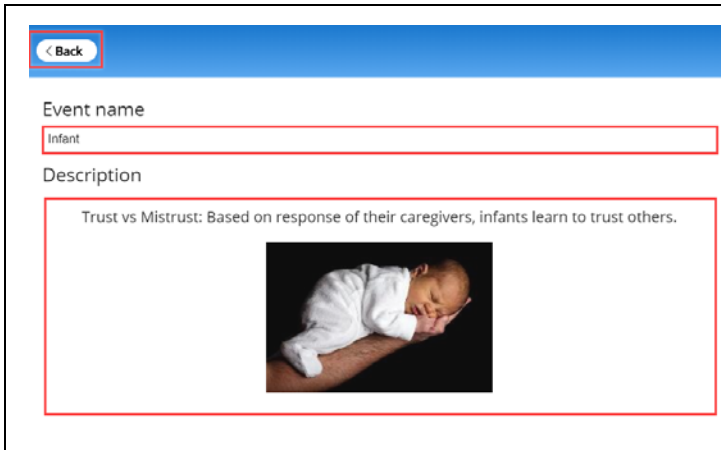 Back
Event name
Infant
Description
Trust vs Mistrust: Based on response of their caregivers, infants learn to trust others.